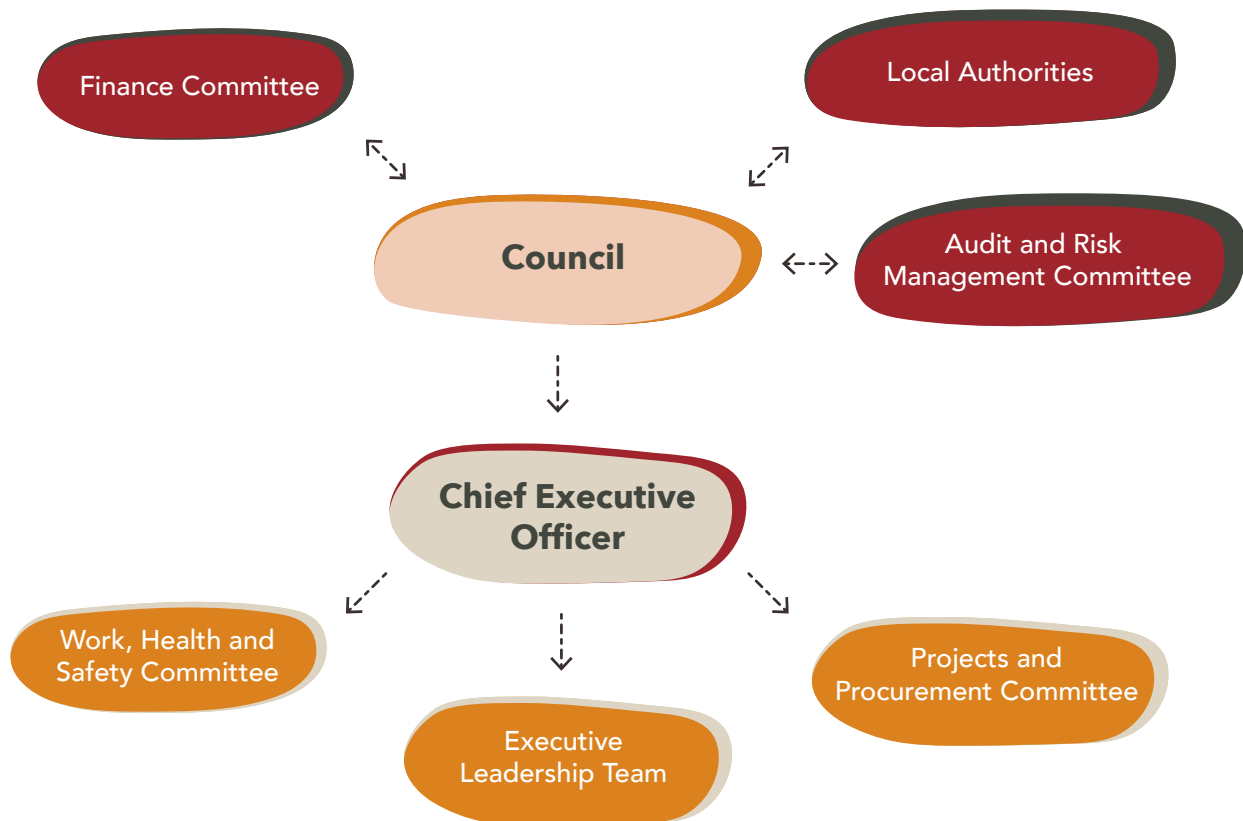 Finance Committee
Local Authorities
Council
Audit and Risk
Management Committee
Chief Executive
Officer
Work, Health and
Safety Committee
Projects and
Procurement Committee
Executive
Leadership Team